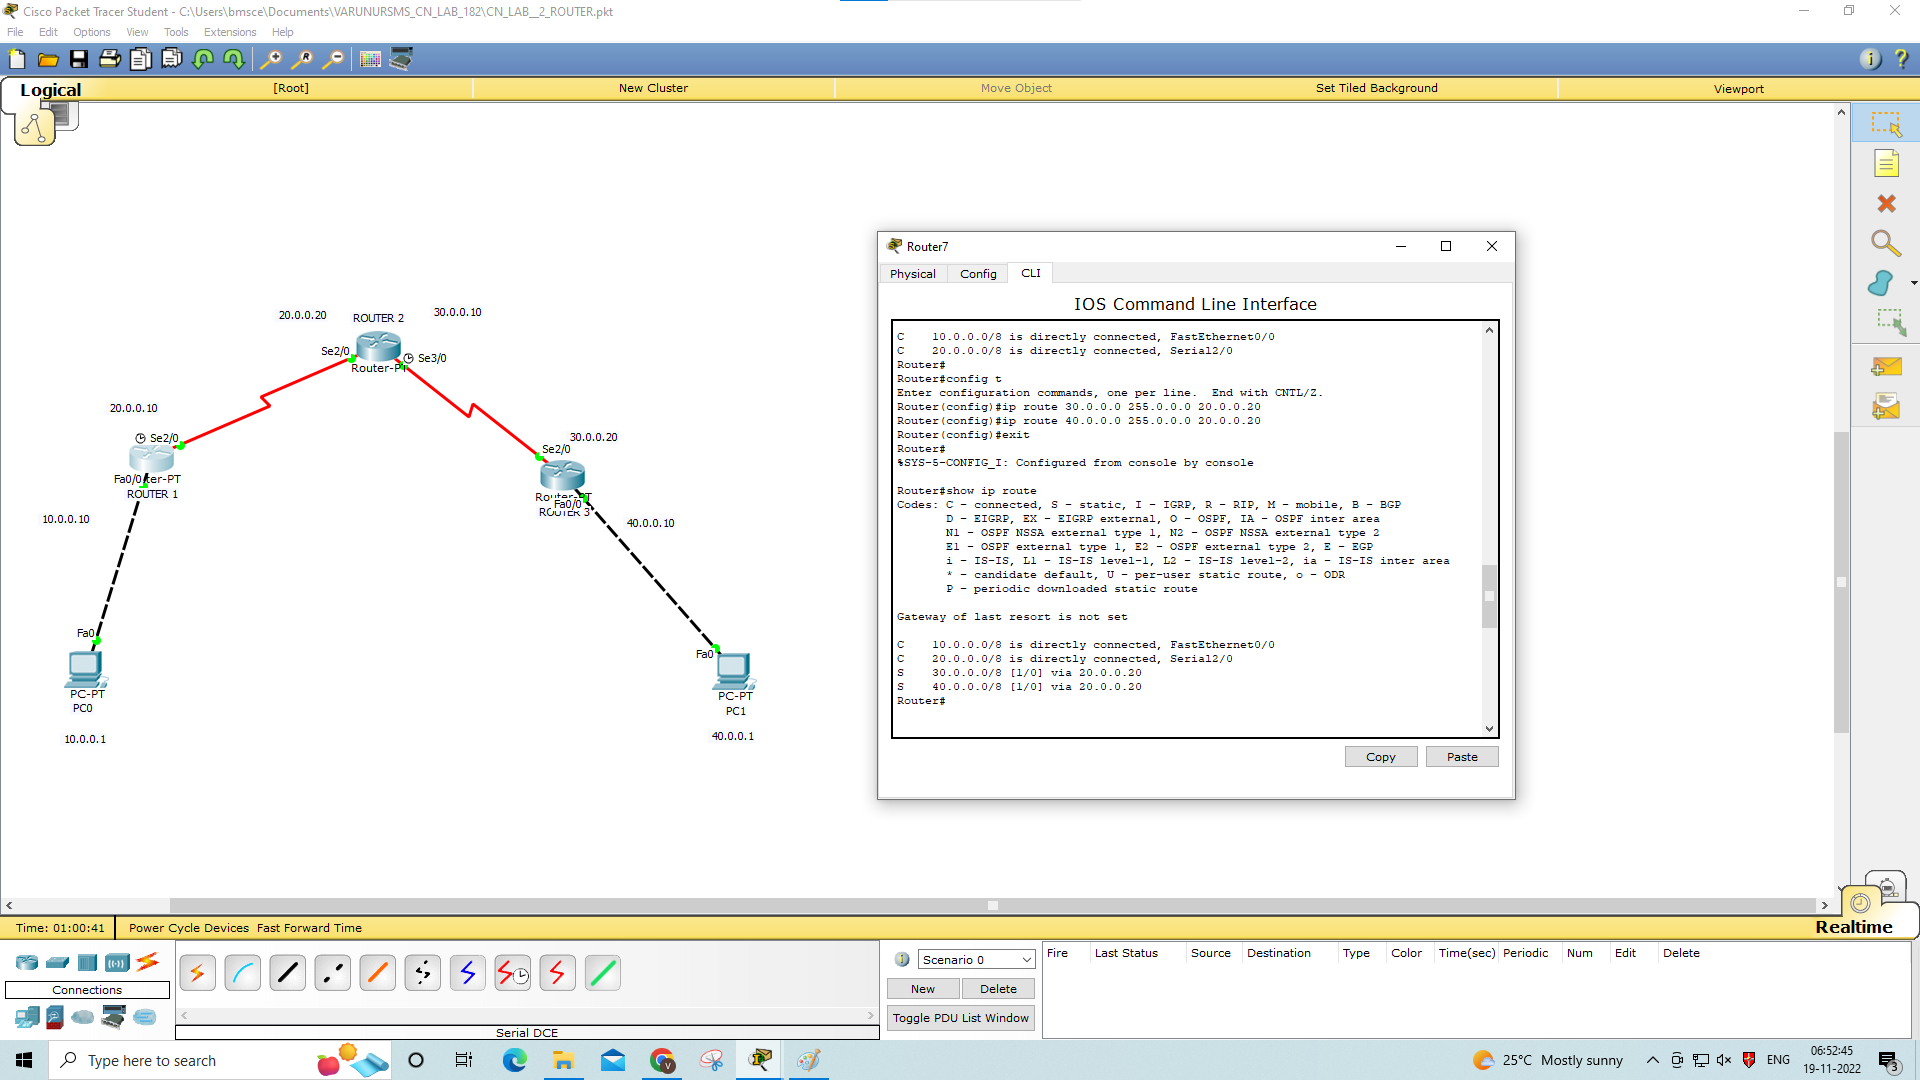 Cisco Packet Tracer Student - C:\Users\bmsce\Documents\VARUNURSMS_CN_LAB_182\CN_LAB__2_ROUTER.pkt
File Edit Options View Tools Extensions Help
Logical [Root] New Cluster Move Object Set Tiled Background Viewport
20.0.0.20 ROUTER 2 30.0.0.10
Se2/0 Se3/0
Router-PT
20.0.0.10
Se2/0
Fa0/0 ter-PT
ROUTER 1
10.0.0.10
30.0.0.20
Se2/0
Router-PT
Fa0/0
ROUTER 3
40.0.0.10
Fa0
PC-PT
PC0
10.0.0.1
Fa0
PC-PT
PC1
40.0.0.1
Router7
Physical Config CLI
IOS Command Line Interface
C    10.0.0.0/8 is directly connected, FastEthernet0/0
C    20.0.0.0/8 is directly connected, Serial2/0
Router#
Router#config t
Enter configuration commands, one per line.  End with CNTL/Z.
Router(config)#ip route 30.0.0.0 255.0.0.0 20.0.0.20
Router(config)#ip route 40.0.0.0 255.0.0.0 20.0.0.20
Router(config)#exit
Router#
%SYS-5-CONFIG_I: Configured from console by console
Router#show ip route
Codes: C - connected, S - static, I - IGRP, R - RIP, M - mobile, B - BGP
D - EIGRP, EX - EIGRP external, O - OSPF, IA - OSPF inter area
N1 - OSPF NSSA external type 1, N2 - OSPF NSSA external type 2
E1 - OSPF external type 1, E2 - OSPF external type 2, E - EGP
i - IS-IS, L1 - IS-IS level-1, L2 - IS-IS level-2, ia - IS-IS inter area
* - candidate default, U - per-user static route, o - ODR
P - periodic downloaded static route
Gateway of last resort is not set
C    10.0.0.0/8 is directly connected, FastEthernet0/0
C    20.0.0.0/8 is directly connected, Serial2/0
S    30.0.0.0/8 [1/0] via 20.0.0.20
S    40.0.0.0/8 [1/0] via 20.0.0.20
Router#
Copy Paste
Time: 01:00:41 Power Cycle Devices Fast Forward Time Realtime
Connections
Serial DCE
Scenario 0
New Delete
Toggle PDU List Window
Fire Last Status Source Destination Type Color Time(sec) Periodic Num Edit Delete
Type here to search
25°C Mostly sunny
ENG
06:52:45
19-11-2022
3